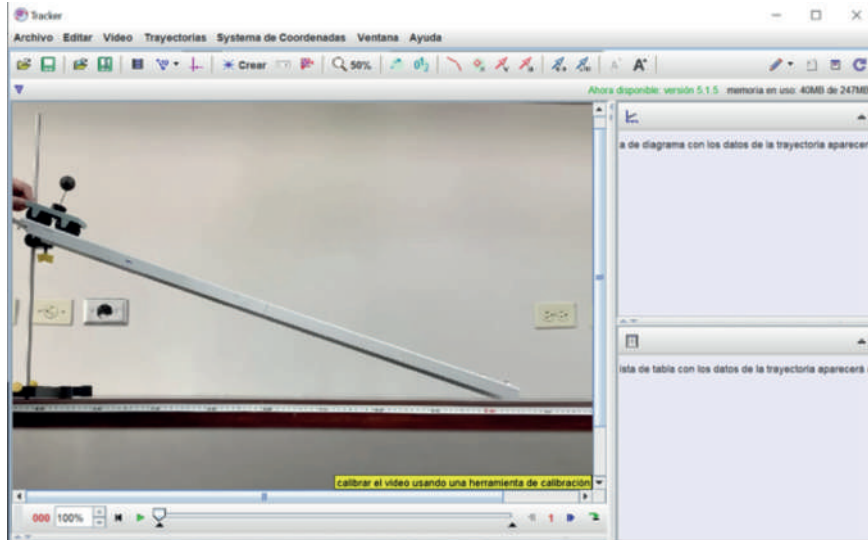 Tracker
Archivo Editar Video Trayectorias Systema de Coordenadas Ventana Ayuda
Crear 50%
Ahora disponible: versión 5.1.5 memoria en uso: 40MB de 247MB
a de diagrama con los datos de la trayectoria aparecer
ista de tabla con los datos de la trayectoria aparecerá
calibrar el video usando una herramienta de calibración
000 100% 1